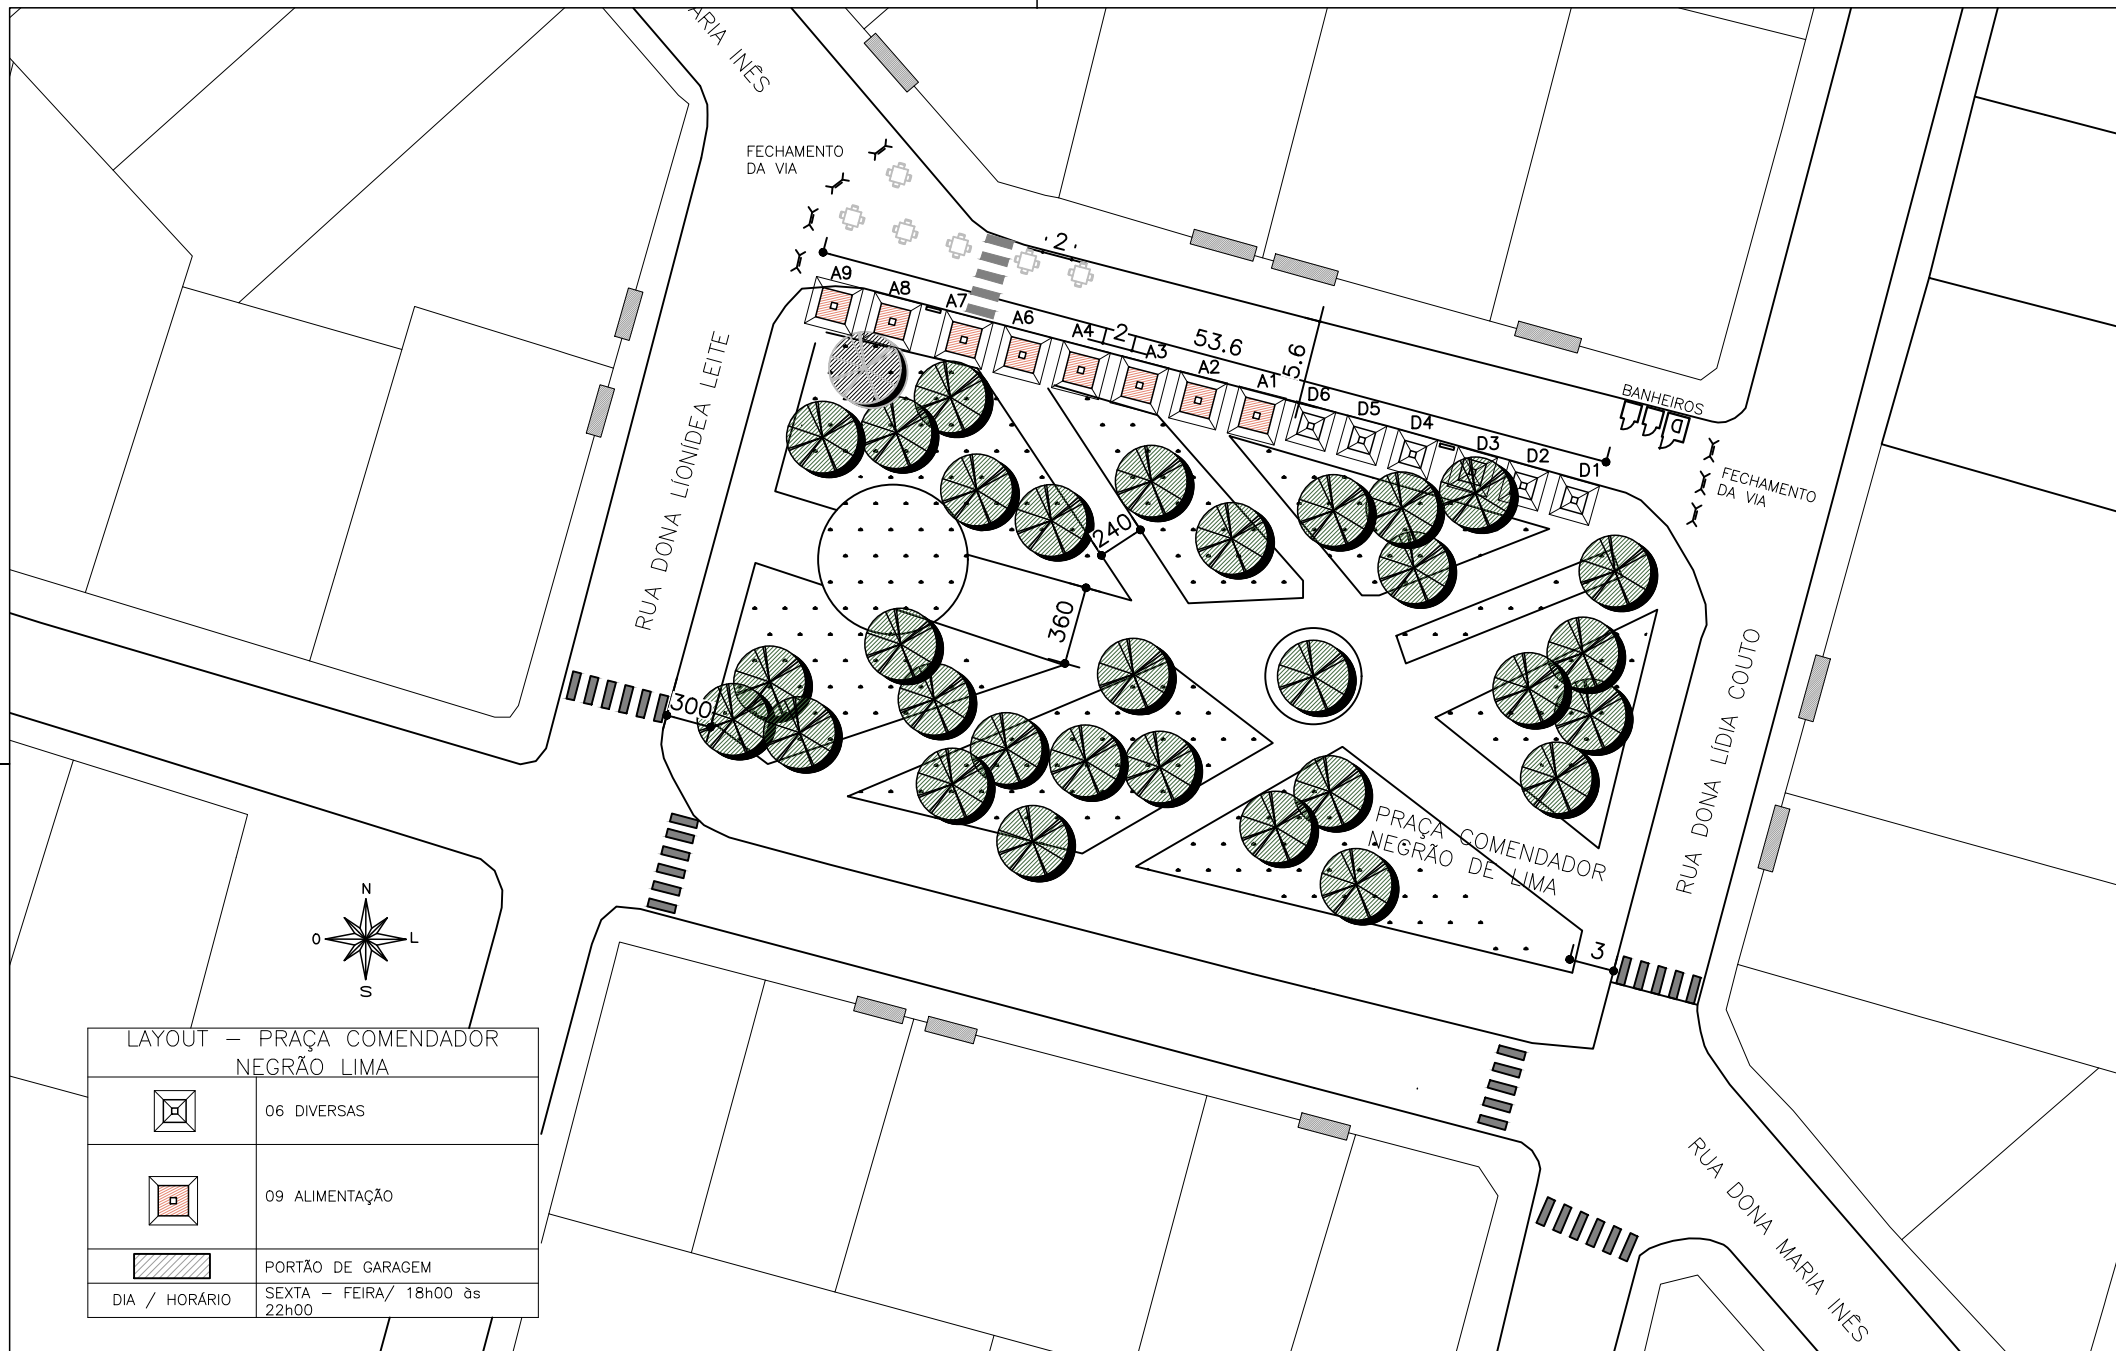 ARIA INÊS
FECHAMENTO
DA VIA
2
A9
A8
A7
A6
A4
2
A3
A2
A1
53.6
5.6
D6
D5
D4
D3
D2
D1
BANHEIROS
D
FECHAMENTO
DA VIA
RUA DONA LÍONÍDEA LEITE
240
360
300
RUA DONA LÍDIA COUTO
PRAÇA COMENDADOR
NEGRÃO DE LIMA
3
N
O
L
S
RUA DONA MARIA INÊS
LAYOUT – PRAÇA COMENDADOR
NEGRÃO LIMA
06 DIVERSAS
09 ALIMENTAÇÃO
PORTÃO DE GARAGEM
DIA / HORÁRIO
SEXTA – FEIRA/ 18h00 às
22h00